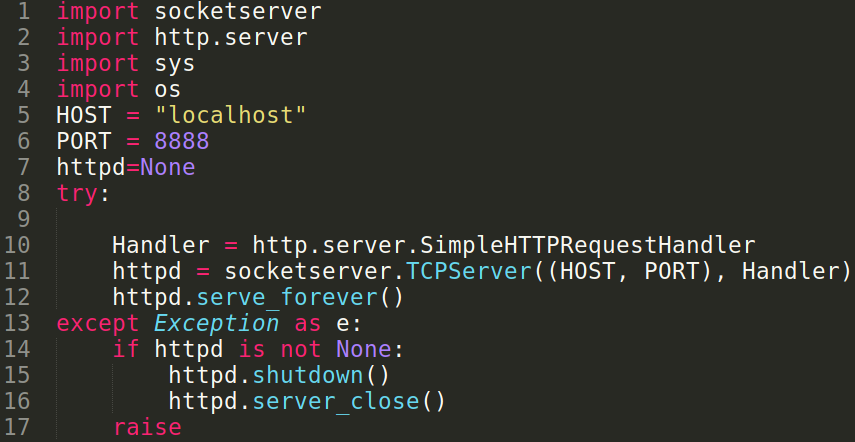 1 import socketserver
2 import http.server
3 import sys
4 import os
5 HOST = "localhost"
6 PORT = 8888
7 httpd=None
8 try:
9
10     Handler = http.server.SimpleHTTPRequestHandler
11     httpd = socketserver.TCPServer((HOST, PORT), Handler)
12     httpd.serve_forever()
13 except Exception as e:
14     if httpd is not None:
15         httpd.shutdown()
16         httpd.server_close()
17     raise